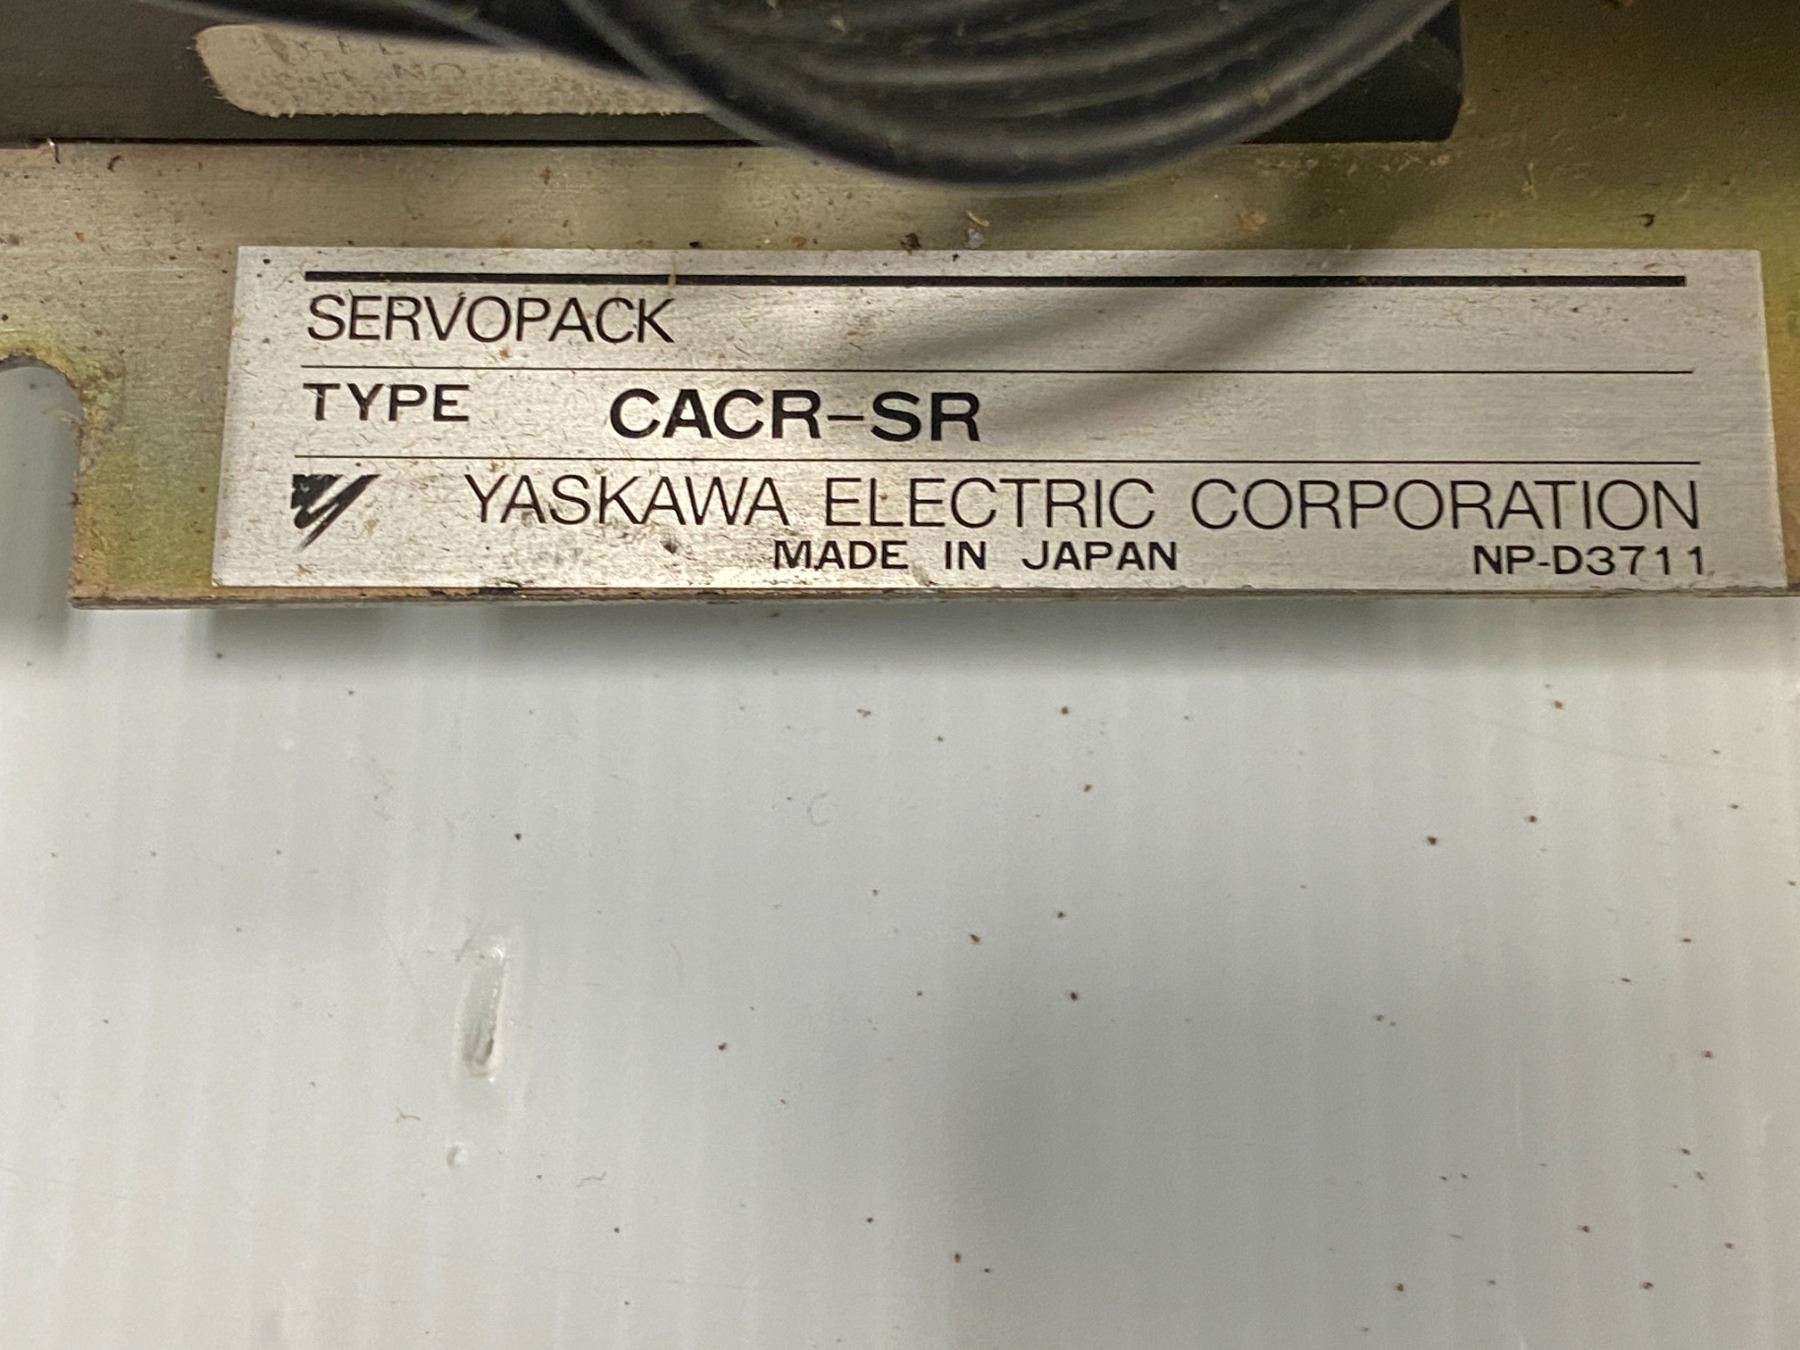 SERVOPACK
TYPE CACR-SR
YASKAWA ELECTRIC CORPORATION
MADE IN JAPAN NP-D3711